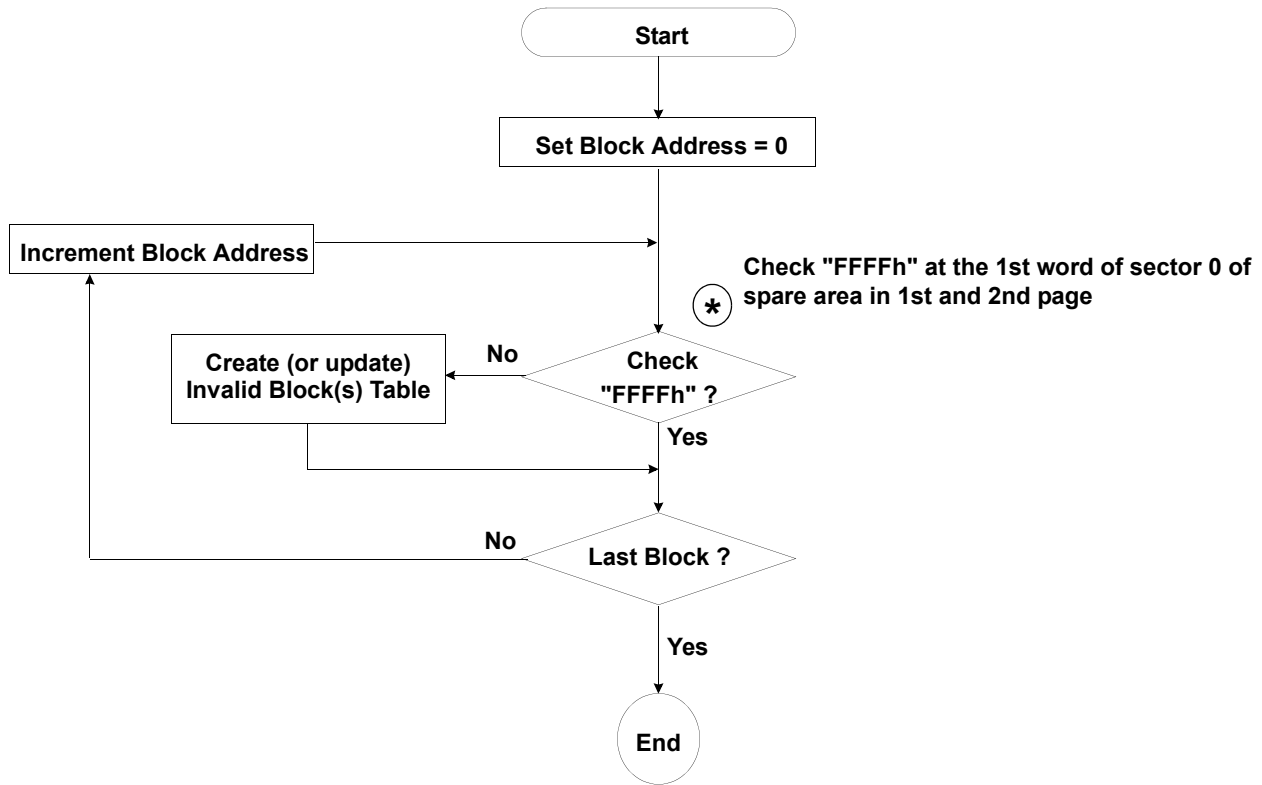 Start
Set Block Address = 0
Increment Block Address
Check "FFFFh" at the 1st word of sector 0 of
spare area in 1st and 2nd page
*
Create (or update)
Invalid Block(s) Table
No
Check
"FFFFh" ?
Yes
No
Last Block ?
Yes
End